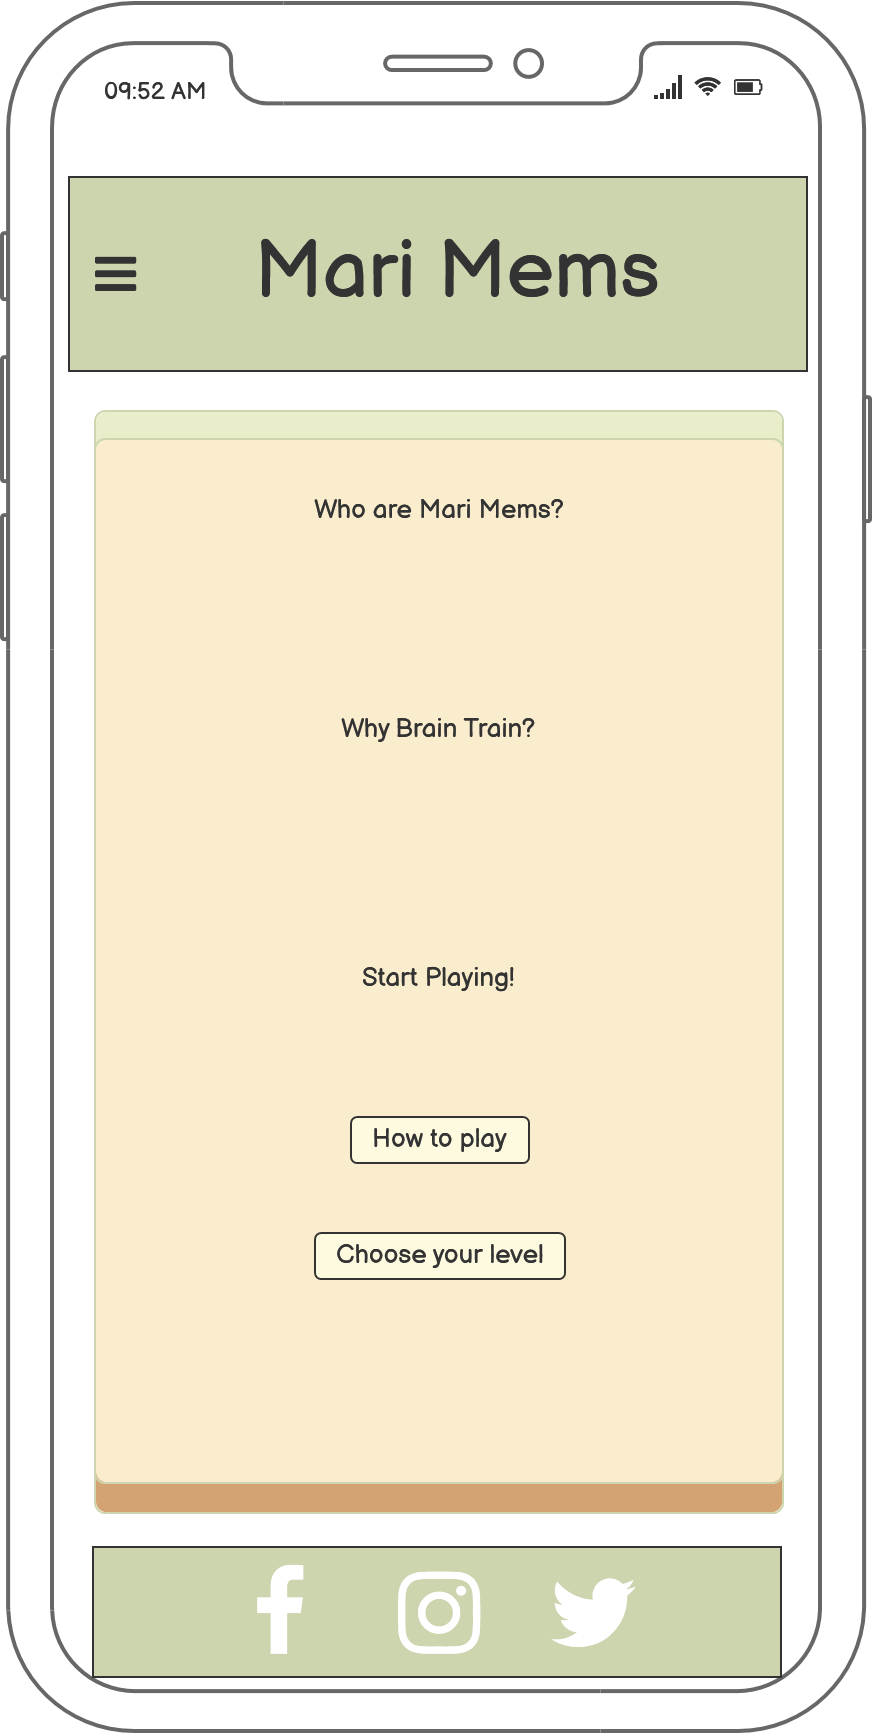 09:52 AM
Mari Mems
Who are Mari Mems?
Why Brain Train?
Start Playing!
How to play
Choose your level